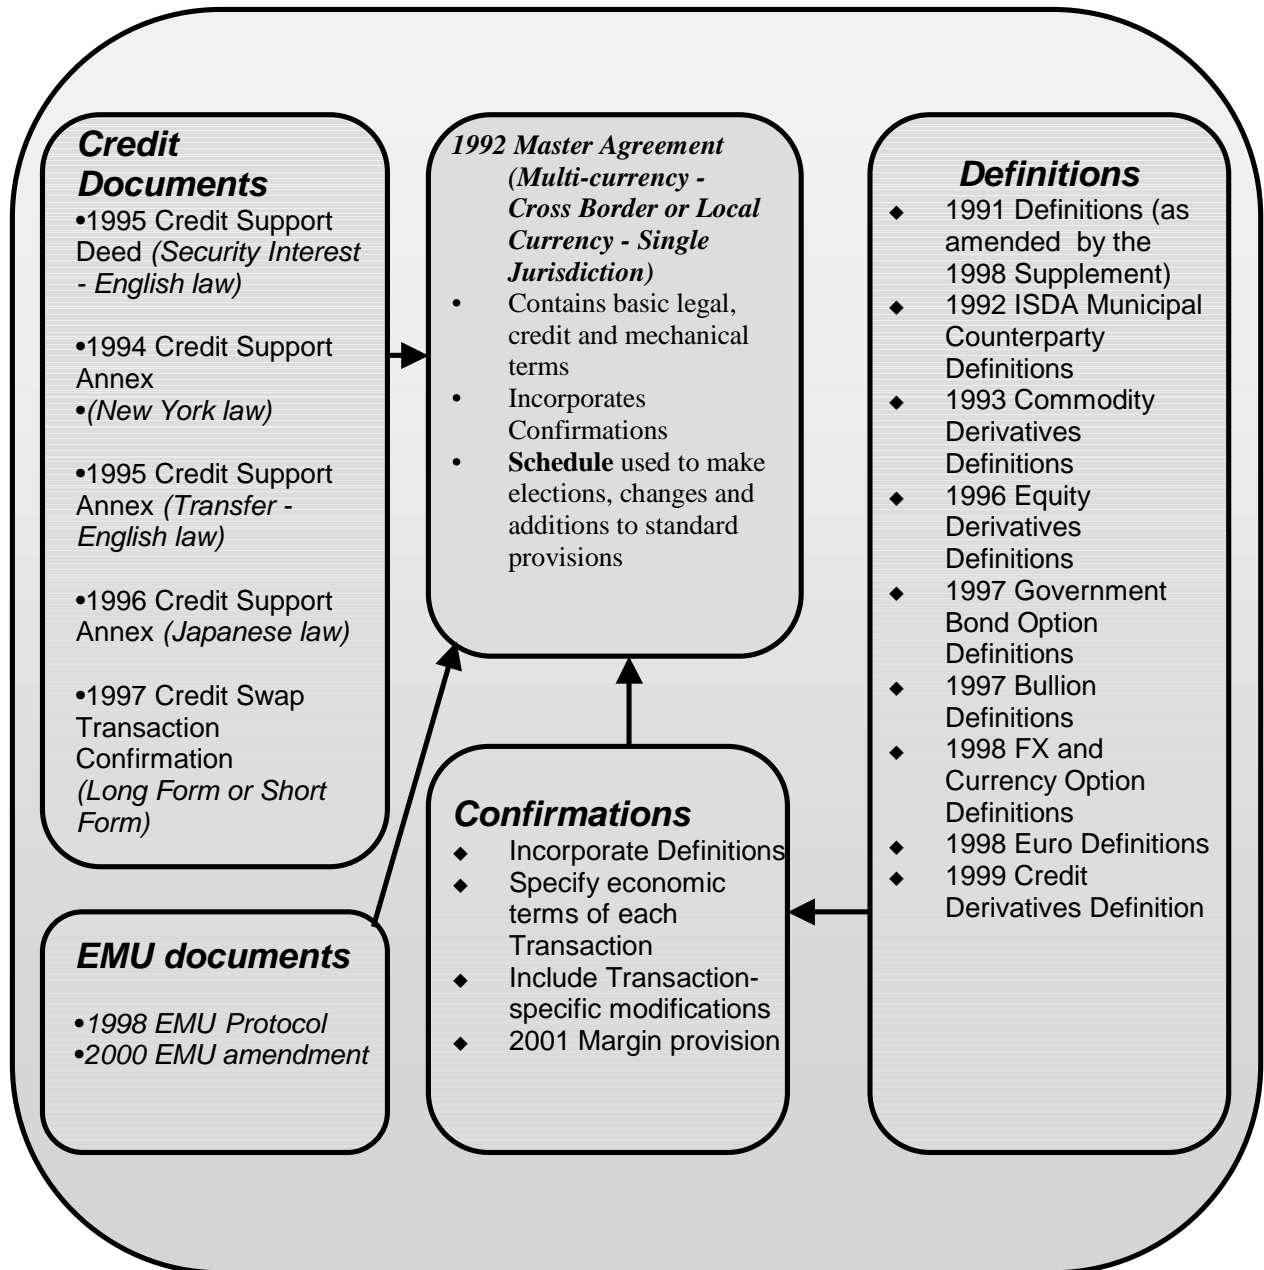 Credit
Documents
•1995 Credit Support
Deed (Security Interest
- English law)
•1994 Credit Support
Annex
•(New York law)
•1995 Credit Support
Annex (Transfer -
English law)
•1996 Credit Support
Annex (Japanese law)
•1997 Credit Swap
Transaction
Confirmation
(Long Form or Short
Form)
EMU documents
•1998 EMU Protocol
•2000 EMU amendment
1992 Master Agreement
(Multi-currency -
Cross Border or Local
Currency - Single
Jurisdiction)
• Contains basic legal,
credit and mechanical
terms
• Incorporates
Confirmations
• Schedule used to make
elections, changes and
additions to standard
provisions
Confirmations
◆ Incorporate Definitions
◆ Specify economic
terms of each
Transaction
◆ Include Transaction-
specific modifications
◆ 2001 Margin provision
Definitions
◆ 1991 Definitions (as
amended by the
1998 Supplement)
◆ 1992 ISDA Municipal
Counterparty
Definitions
◆ 1993 Commodity
Derivatives
Definitions
◆ 1996 Equity
Derivatives
Definitions
◆ 1997 Government
Bond Option
Definitions
◆ 1997 Bullion
Definitions
◆ 1998 FX and
Currency Option
Definitions
◆ 1998 Euro Definitions
◆ 1999 Credit
Derivatives Definition